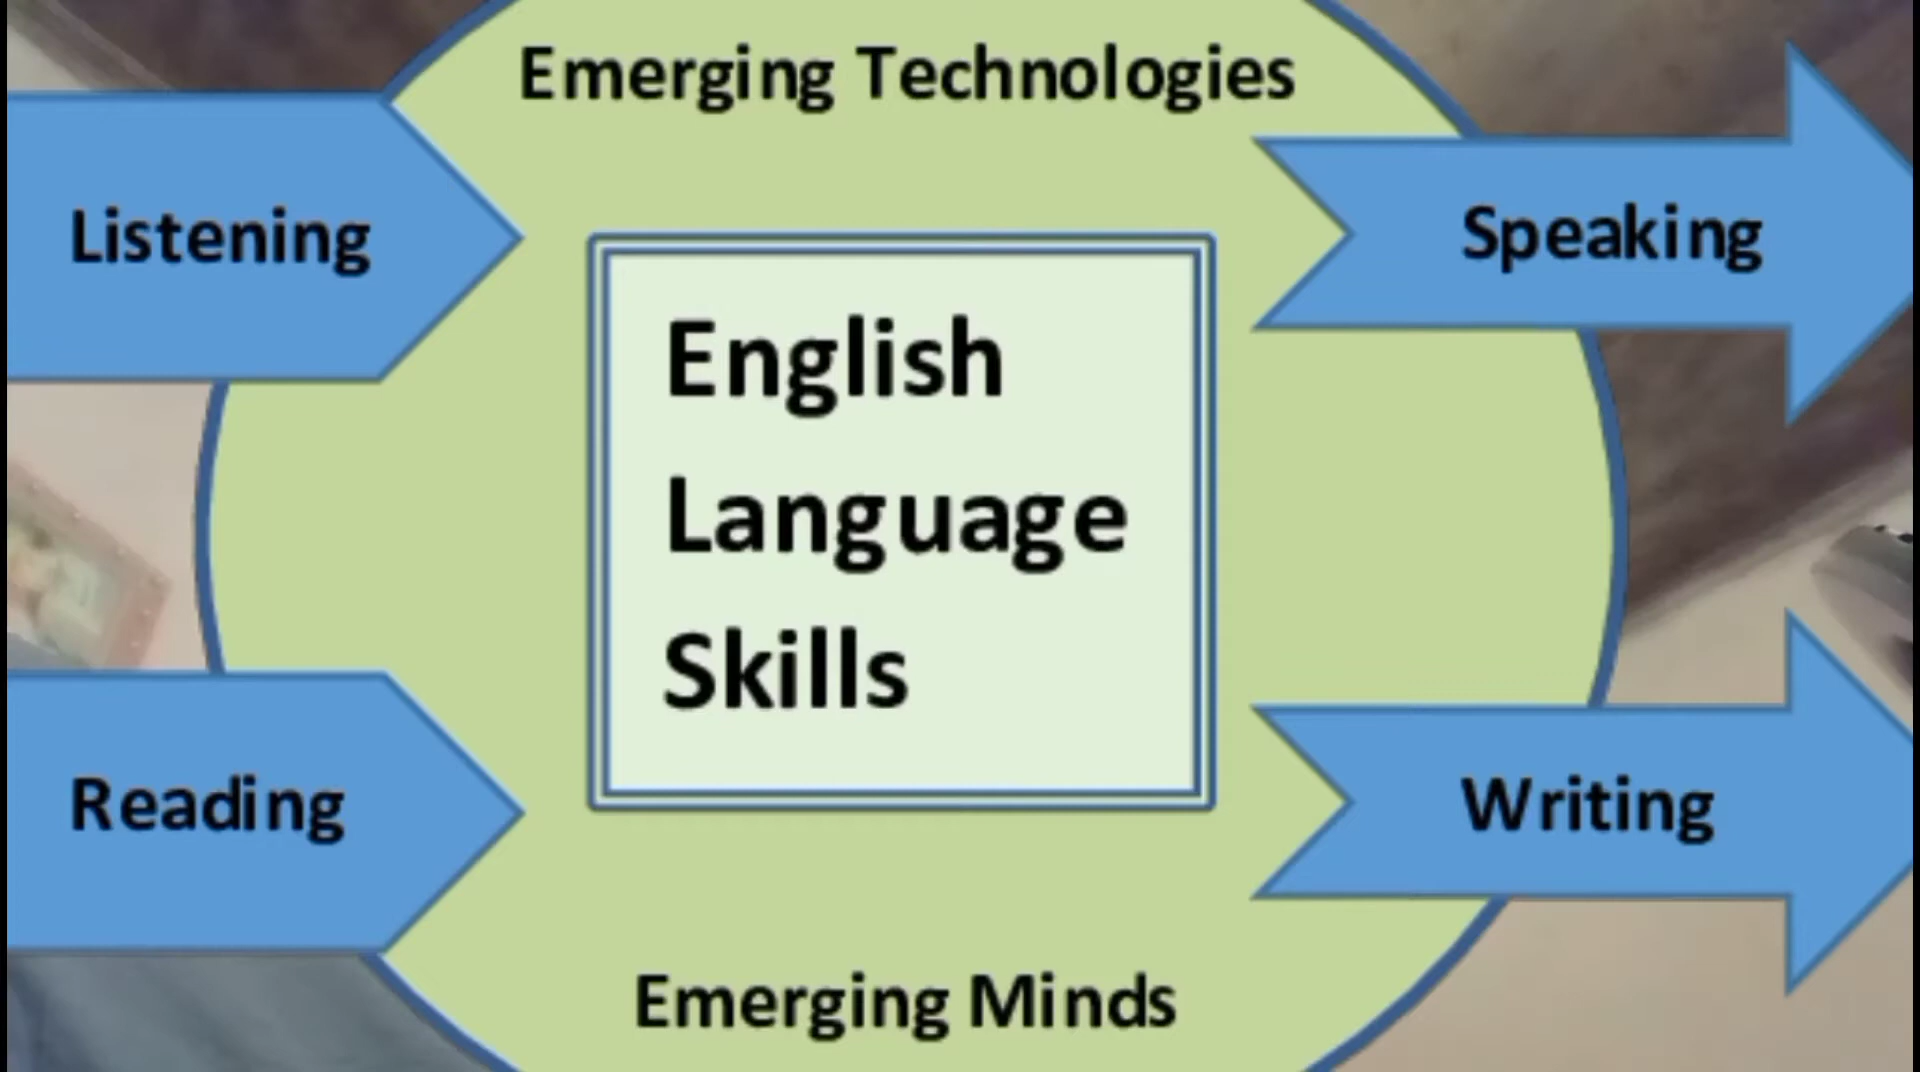 Emerging Technologies
Listening
Speaking
English
Language
Skills
Reading
Writing
Emerging Minds